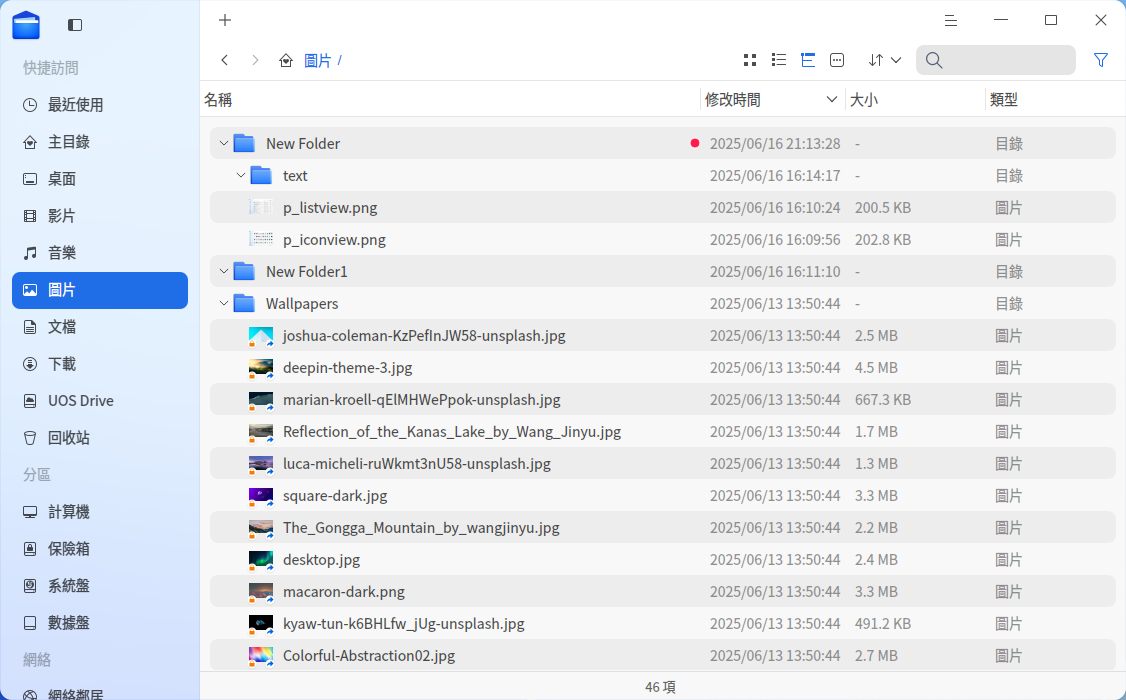 快捷訪問
最近使用
主目錄
桌面
影片
音樂
圖片
文檔
下載
UOS Drive
回收站
分區
計算機
保險箱
系統盤
數據盤
網絡
網絡鄰居
圖片 /
名稱 修改時間 大小 類型
New Folder 2025/06/16 21:13:28 - 目錄
text 2025/06/16 16:14:17 - 目錄
p_listview.png 2025/06/16 16:10:24 200.5 KB 圖片
p_iconview.png 2025/06/16 16:09:56 202.8 KB 圖片
New Folder1 2025/06/16 16:11:10 - 目錄
Wallpapers 2025/06/13 13:50:44 - 目錄
joshua-coleman-KzPefInJW58-unsplash.jpg 2025/06/13 13:50:44 2.5 MB 圖片
deepin-theme-3.jpg 2025/06/13 13:50:44 4.5 MB 圖片
marian-kroell-qElMHWePpok-unsplash.jpg 2025/06/13 13:50:44 667.3 KB 圖片
Reflection_of_the_Kanas_Lake_by_Wang_Jinyu.jpg 2025/06/13 13:50:44 1.7 MB 圖片
luca-micheli-ruWkmt3nU58-unsplash.jpg 2025/06/13 13:50:44 1.3 MB 圖片
square-dark.jpg 2025/06/13 13:50:44 3.3 MB 圖片
The_Gongga_Mountain_by_wangjinyu.jpg 2025/06/13 13:50:44 2.2 MB 圖片
desktop.jpg 2025/06/13 13:50:44 2.4 MB 圖片
macaron-dark.png 2025/06/13 13:50:44 3.3 MB 圖片
kyaw-tun-k6BHLfw_jUg-unsplash.jpg 2025/06/13 13:50:44 491.2 KB 圖片
Colorful-Abstraction02.jpg 2025/06/13 13:50:44 2.7 MB 圖片
46 項